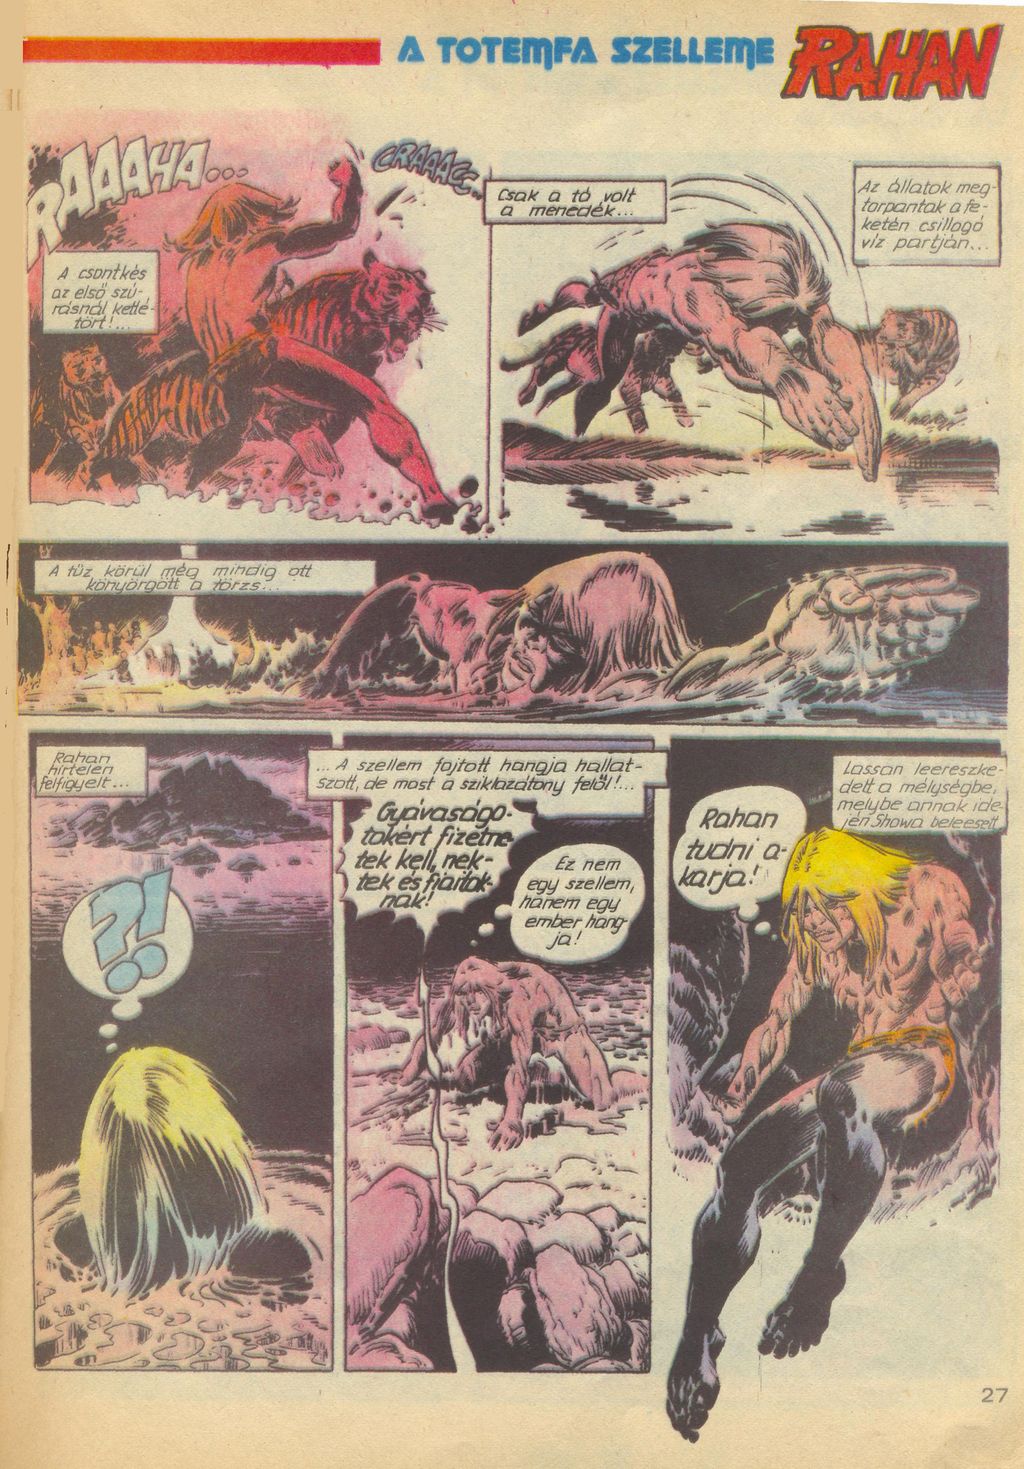 A TOTEMFA SZELLEME
RAHAN
RAAAAHA...
CRAAACC..
A csontkés
az első szú-
rásnál ketté-
tört!...
Csak a tó volt
a menedék...
Az állatok meg-
torpantak a fe-
ketén csillogó
víz partján...
A tűz körül még mindig ott
könyörgött a törzs...
Rahan
hirtelen
felfigyelt...
?!
... A szellem fojtott hangja hallat-
szott, de most a sziklazátony felől!...
Gyávaságo-
tokért fizetne-
tek kell, nek-
tek és fiaitok-
nak!
Ez nem
egy szellem,
hanem egy
ember hang-
ja!
Rahan
tudni a-
karja!
Lassan leereszke-
dett a mélységbe,
melybe annak ide-
jén Showa beleesett
27